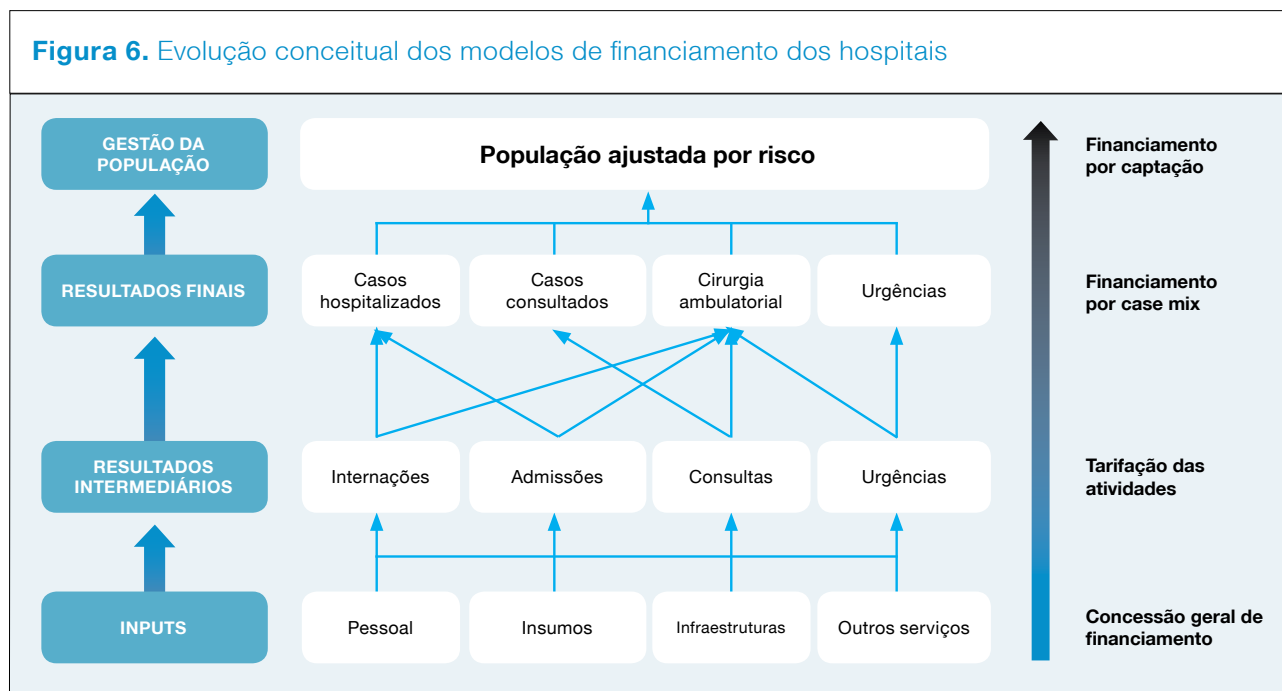 Figura 6. Evolução conceitual dos modelos de financiamento dos hospitais
GESTÃO DA
POPULAÇÃO
População ajustada por risco
Financiamento
por captação
RESULTADOS FINAIS
Casos
hospitalizados
Casos
consultados
Cirurgia
ambulatorial
Urgências
Financiamento
por case mix
RESULTADOS
INTERMEDIÁRIOS
Internações
Admissões
Consultas
Urgências
Tarifação das
atividades
INPUTS
Pessoal
Insumos
Infraestruturas
Outros serviços
Concessão geral de
financiamento